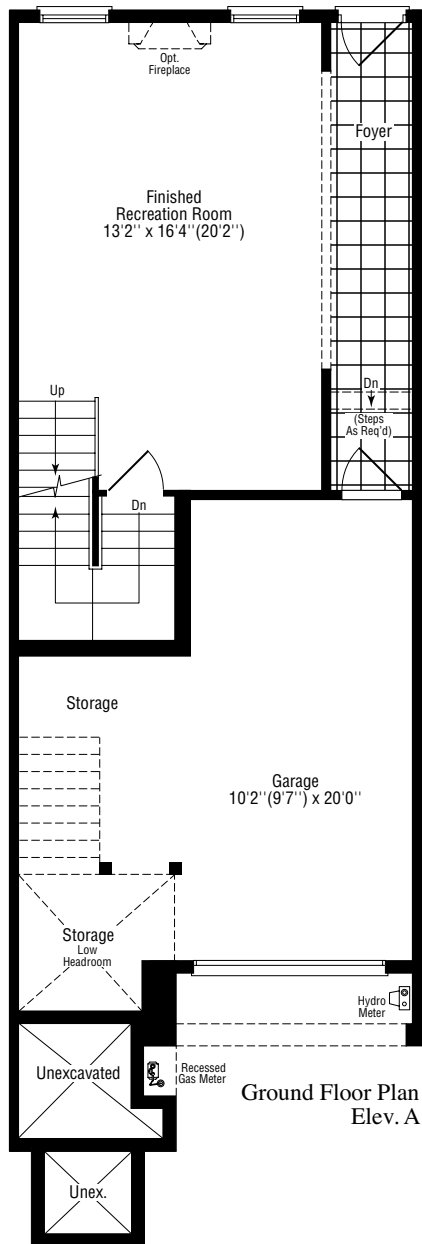 Opt.
Fireplace
Foyer
Finished
Recreation Room
13'2'' x 16'4''(20'2'')
Up
Dn
(Steps
As Req'd)
Dn
Storage
Garage
10'2''(9'7'') x 20'0''
Storage
Low
Headroom
Hydro
Meter
Unexcavated
Recessed
Gas Meter
Ground Floor Plan
Elev. A
Unex.